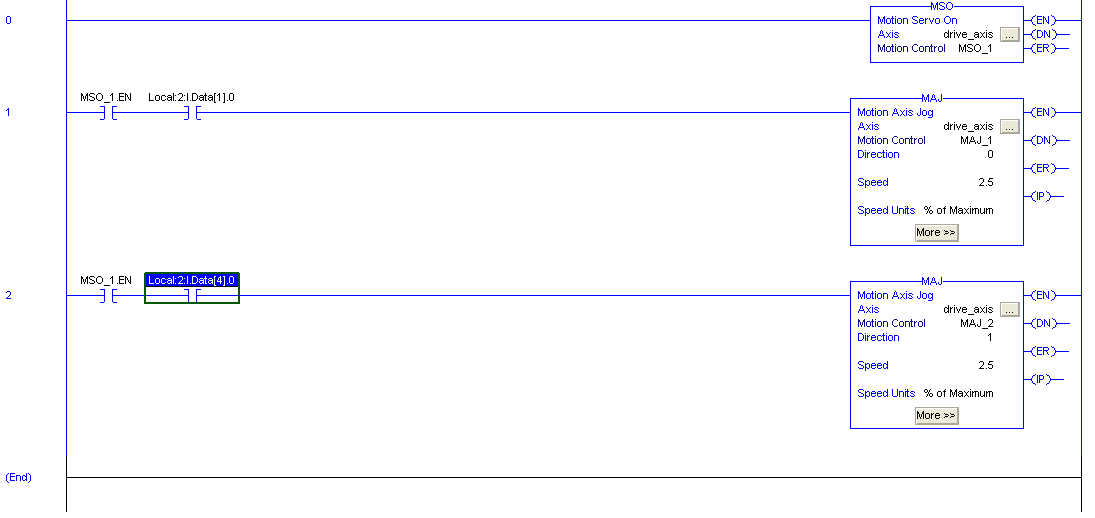 MSO
0
Motion Servo On
(EN)
Axis drive_axis ...
(DN)
Motion Control MSO_1
(ER)
MSO_1.EN Local:2:I.Data[1].0
MAJ
1
Motion Axis Jog
(EN)
Axis drive_axis ...
Motion Control MAJ_1
(DN)
Direction 0
(ER)
Speed 2.5
(IP)
Speed Units % of Maximum
More >>
MSO_1.EN Local:2:I.Data[4].0
MAJ
2
Motion Axis Jog
(EN)
Axis drive_axis ...
Motion Control MAJ_2
(DN)
Direction 1
(ER)
Speed 2.5
(IP)
Speed Units % of Maximum
More >>
(End)